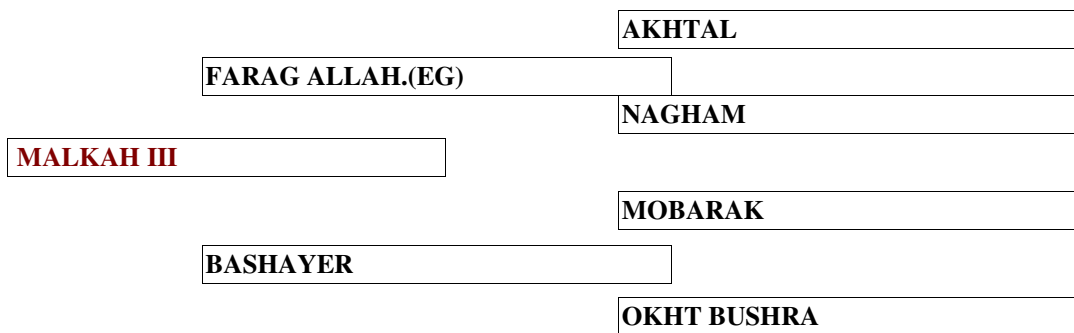 AKHTAL
FARAG ALLAH.(EG)
NAGHAM
MALKAH III
MOBARAK
BASHAYER
OKHT BUSHRA